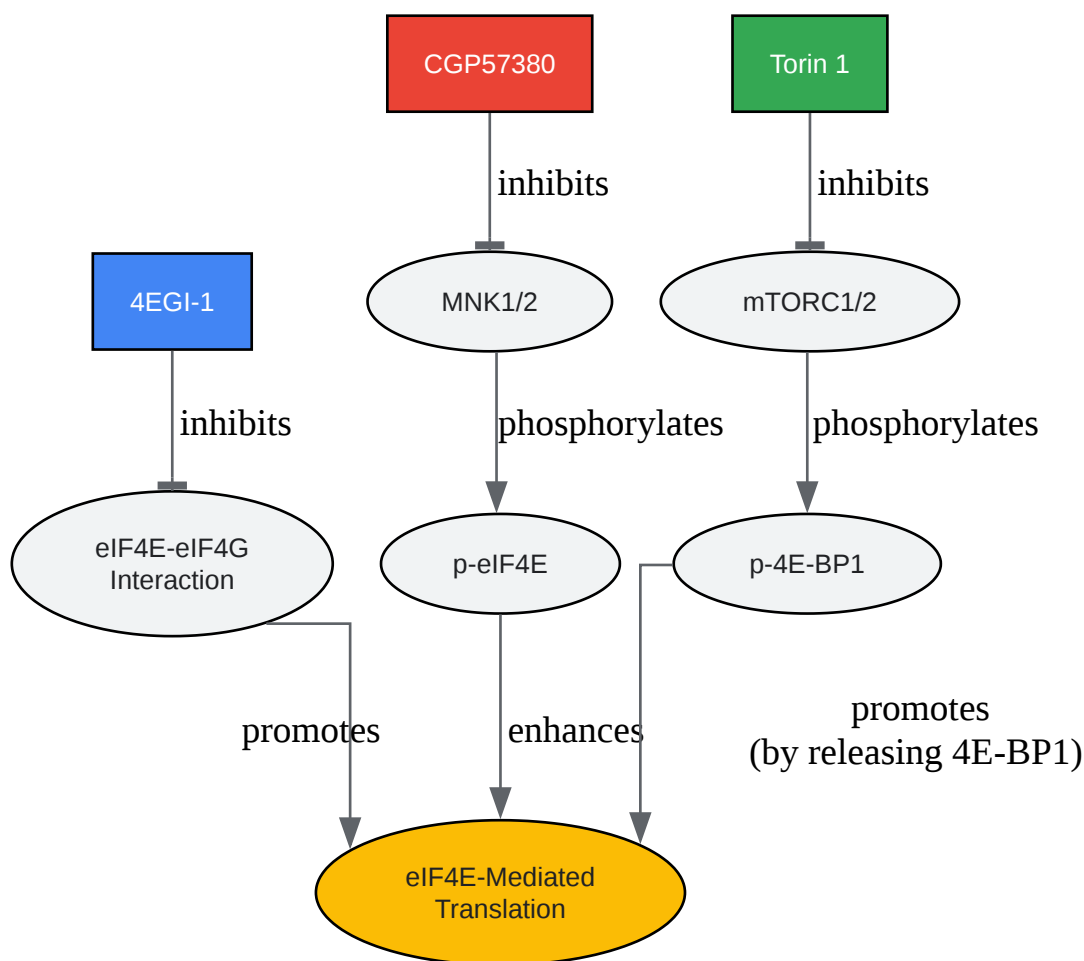 CGP57380
Torin 1
inhibits
inhibits
4EGI-1
MNK1/2
mTORC1/2
inhibits
phosphorylates
phosphorylates
eIF4E-eIF4G
Interaction
p-eIF4E
p-4E-BP1
promotes
enhances
promotes
(by releasing 4E-BP1)
eIF4E-Mediated
Translation